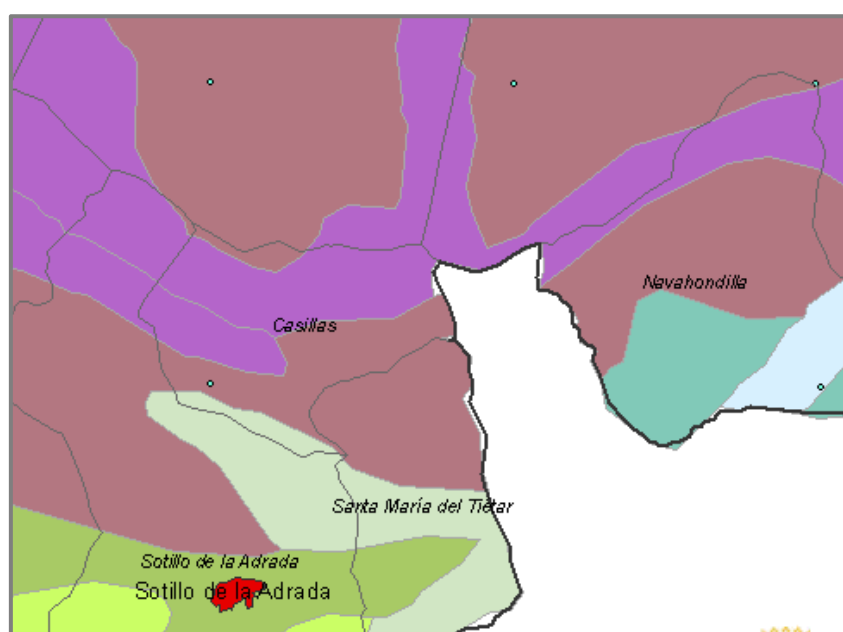 Navahondilla
Casillas
Santa María del Tiétar
Sotillo de la Adrada
Sotillo de la Adrada